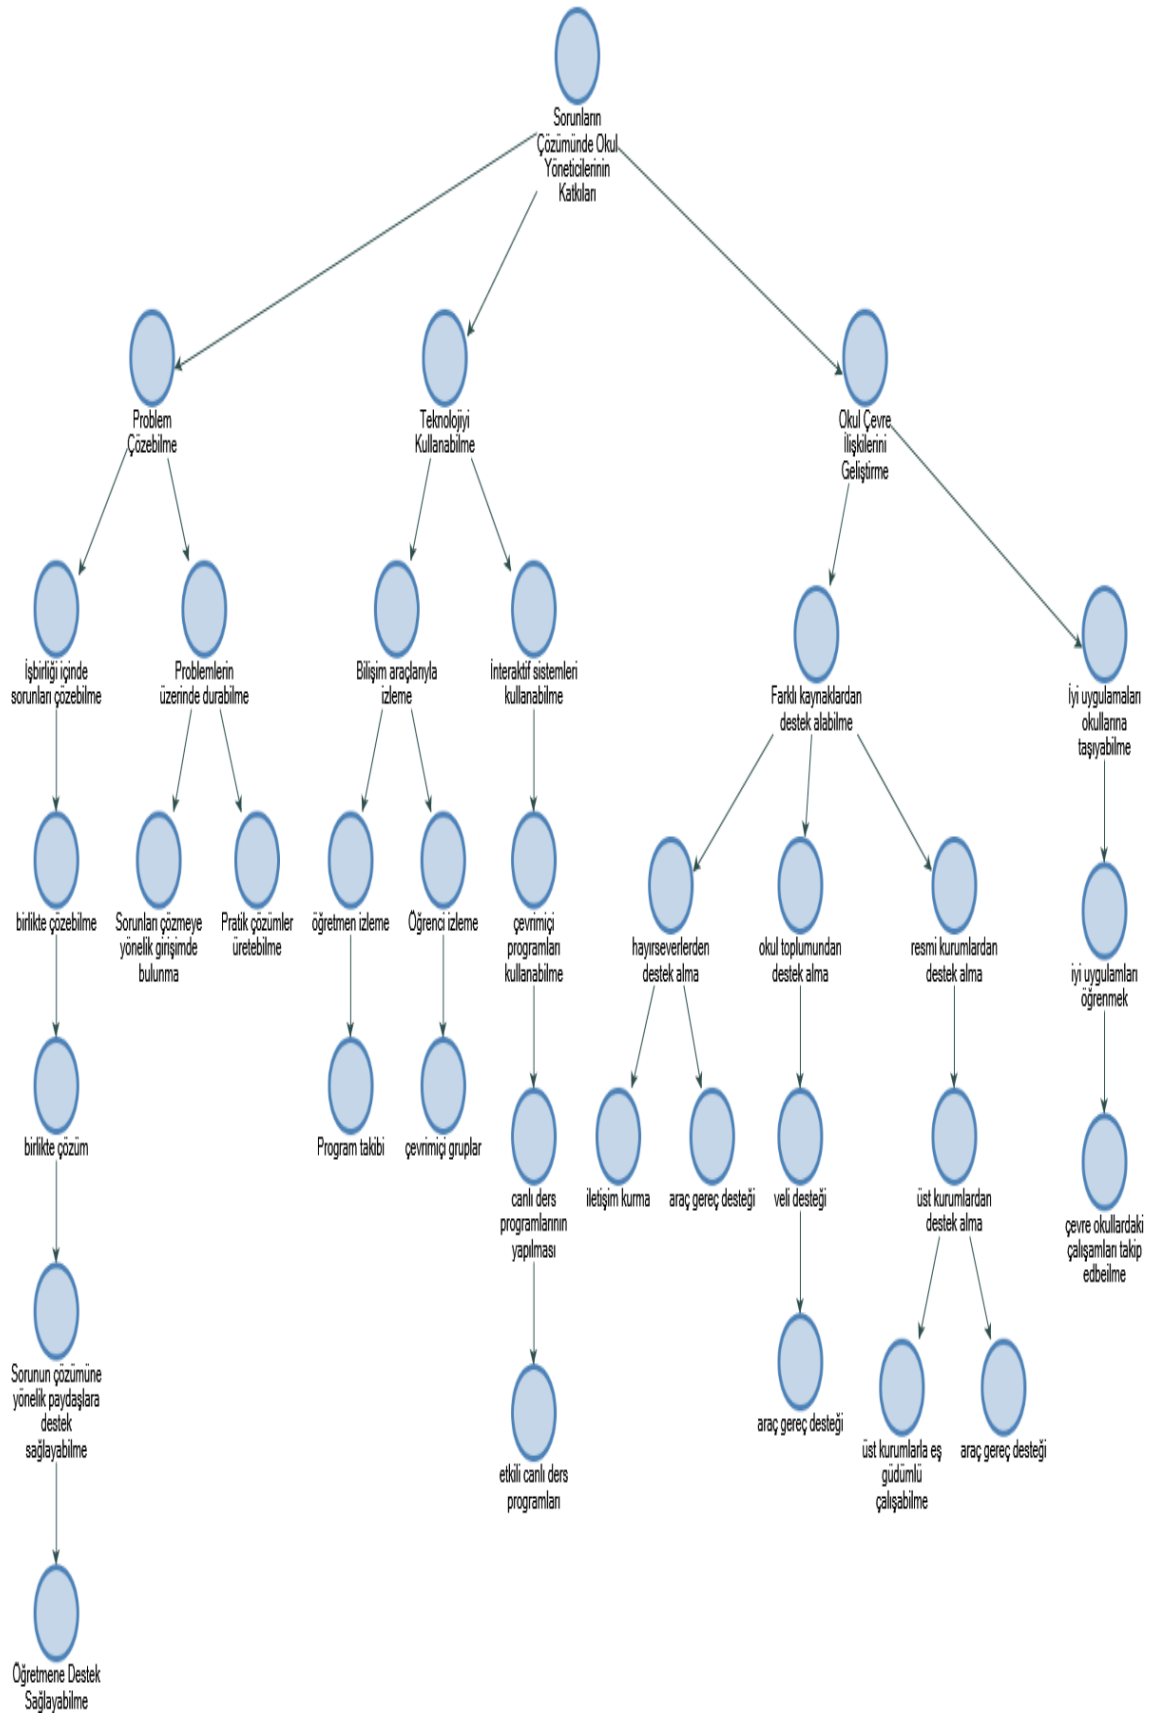 Sorunların
Çözümünde Okul
Yöneticilerinin
Katkıları
Problem
Çözebilme
Teknolojiyi
Kullanabilme
Okul Çevre
İlişkilerini
Geliştirme
İşbirliği içinde
sorunları çözebilme
Problemlerin
üzerinde durabilme
Bilişim araçlarıyla
izleme
İnteraktif sistemleri
kullanabilme
Farklı kaynaklardan
destek alabilme
İyi uygulamaları
okullarına
taşıyabilme
birlikte çözebilme
Sorunları çözmeye
yönelik girişimde
bulunma
Pratik çözümler
üretebilme
öğretmen izleme
Öğrenci izleme
çevrimiçi
programları
kullanabilme
hayırseverlerden
destek alma
okul toplumundan
destek alma
resmi kurumlardan
destek alma
iyi uygulamları
öğrenmek
birlikte çözüm
Program takibi
çevrimiçi gruplar
canlı ders
programlarının
yapılması
iletişim kurma
araç gereç desteği
veli desteği
üst kurumlardan
destek alma
çevre okullardaki
çalışamları takip
edbeilme
Sorunun çözümüne
yönelik paydaşlara
destek
sağlayabilme
etkili canlı ders
programları
araç gereç desteği
üst kurumlarla eş
güdümlü
çalışabilme
araç gereç desteği
Öğretmene Destek
Sağlayabilme